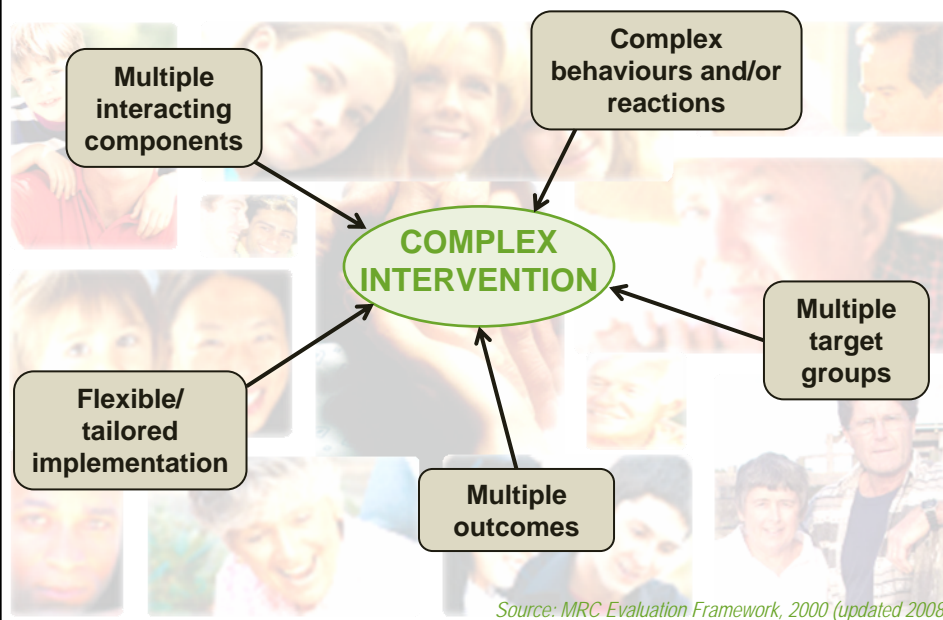 Multiple
interacting
components
Complex
behaviours and/or
reactions
COMPLEX
INTERVENTION
Multiple
target
groups
Flexible/
tailored
implementation
Multiple
outcomes
Source: MRC Evaluation Framework, 2000 (updated 2008